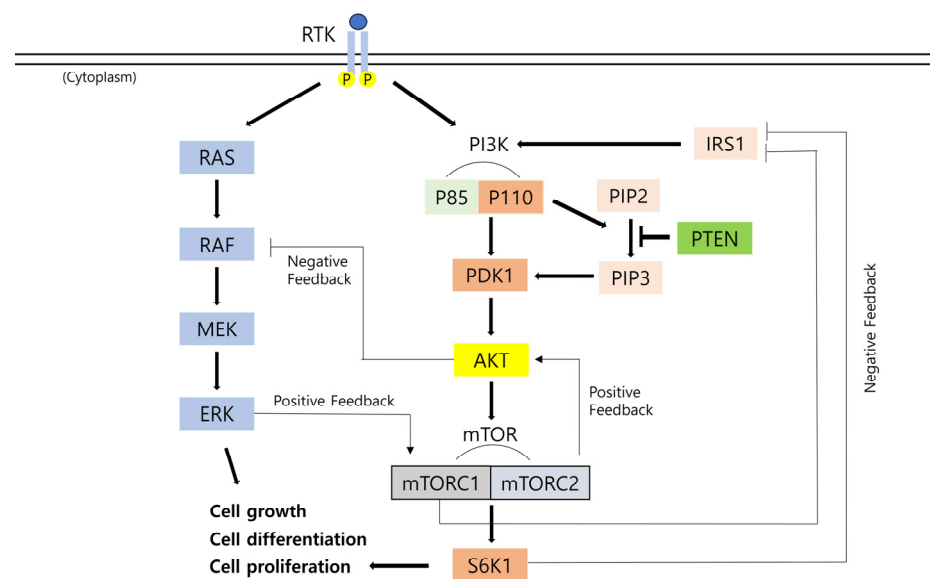 RTK
P P
(Cytoplasm)
PI3K
IRS1
RAS
P85 P110
PIP2
RAF
PTEN
Negative
Feedback
PDK1
PIP3
MEK
AKT
Negative Feedback
Positive
Feedback
Positive Feedback
ERK
mTOR
mTORC1 mTORC2
Cell growth
Cell differentiation
Cell proliferation
S6K1